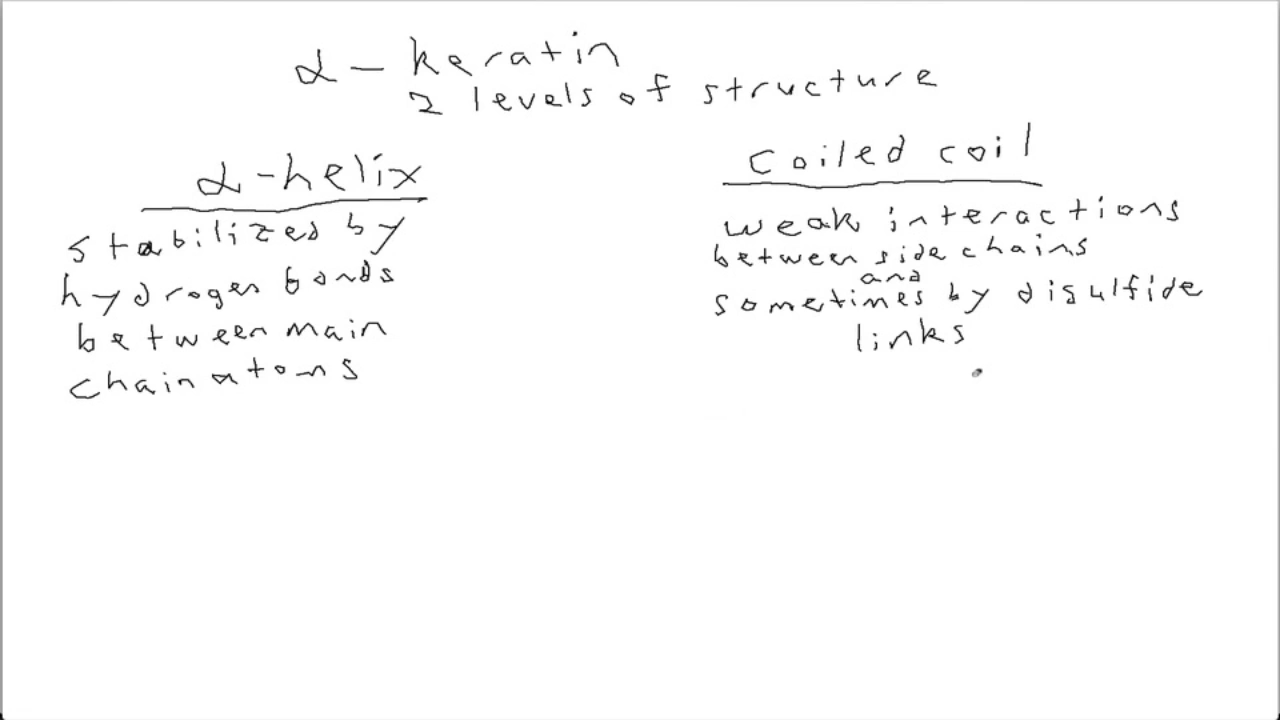 α - keratin
2 levels of structure
α-helix
stabilized by
hydrogen bonds
between main
chain atoms
coiled coil
weak interactions
between side chains
and
sometimes by disulfide
links